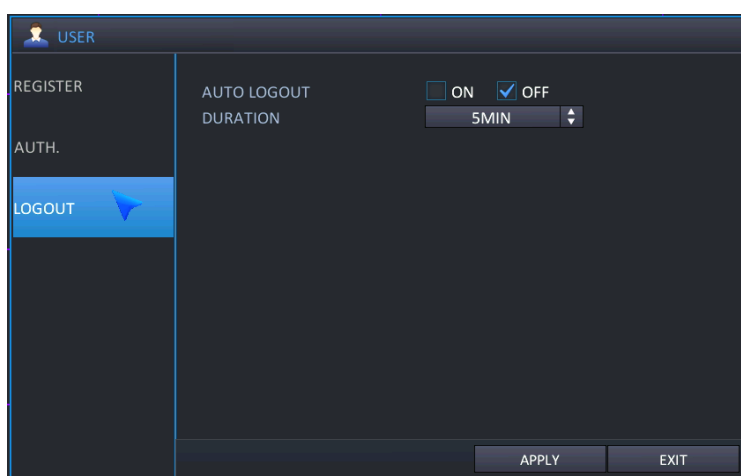 USER
REGISTER
AUTH.
LOGOUT
AUTO LOGOUT ON OFF
DURATION 5MIN
APPLY EXIT